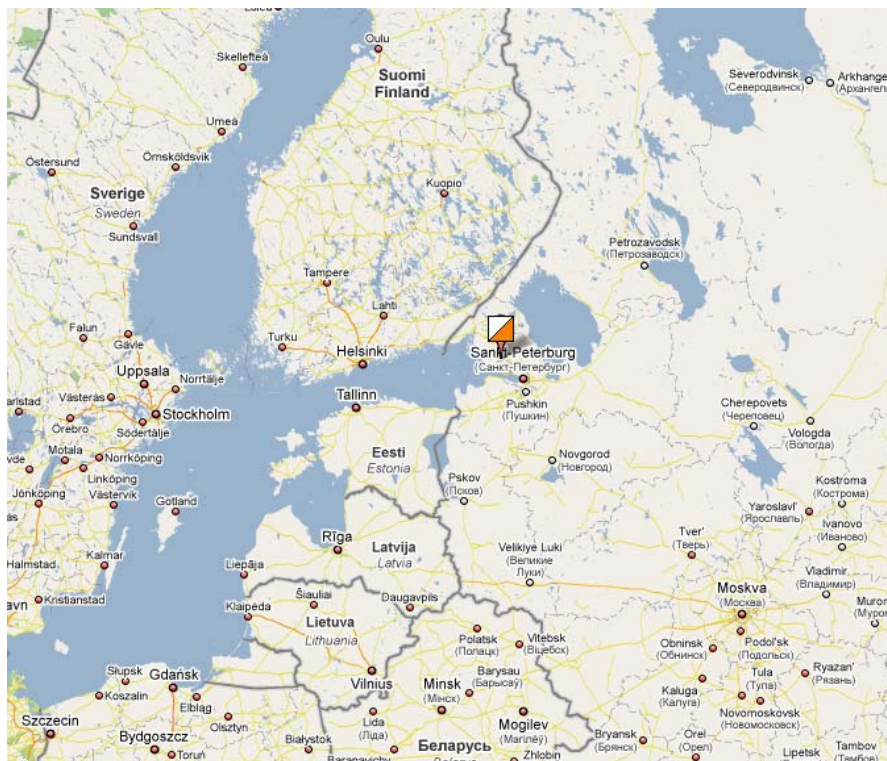 Oulu
Skellefteå
Suomi
Finland
Severodvinsk
(Северодвинск)
Umeå
Örnsköldsvik
Östersund
Sverige
Sweden
Kuopio
Sundsvall
Petrozavodsk
(Петрозаводск)
Tampere
Lahti
Falun
Gävle
Turku
Helsinki
Sankt-Peterburg
(Санкт-Петербург)
Uppsala
Norrtälje
Västerås
Tallinn
Pushkin
(Пушкин)
Cherepovets
(Череповец)
Örebro
Stockholm
Södertälje
Vologda
(Вологда)
Motala
Norrköping
Eesti
Estonia
Novgorod
(Новгород)
Linköping
Pskov
(Псков)
Kostroma
(Кострома)
Jönköping
Västervik
Gotland
Yaroslavl'
(Ярославль)
Rīga
Latvija
Latvia
Tver'
(Тверь)
Ivanovo
(Иваново)
Velikiye Luki
(Великие
Луки)
Kalmar
Halmstad
Liepāja
Vladimir
(Владимир)
Moskva
(Москва)
Kristianstad
Klaipėda
Šiauliai
Daugavpils
Lietuva
Lithuania
Polatsk
(Полацк)
Vitebsk
(Віцебск)
Obninsk
(Обнинск)
Podol'sk
(Подольск)
Słupsk
Koszalin
Gdańsk
Elbląg
Vilnius
Minsk
(Мінск)
Barysau
(Барысаў)
Kaluga
(Калуга)
Tula
(Тула)
Ryazan'
(Рязань)
Szczecin
Olsztyn
Lida
(Ліда)
Mogilev
(Магілёў)
Novomoskovsk
(Новомосковск)
Bydgoszcz
Toruń
Białystok
Беларусь
Bryansk
(Брянск)
Orel
(Орел)
Zhlobin
Lipetsk
Tambov